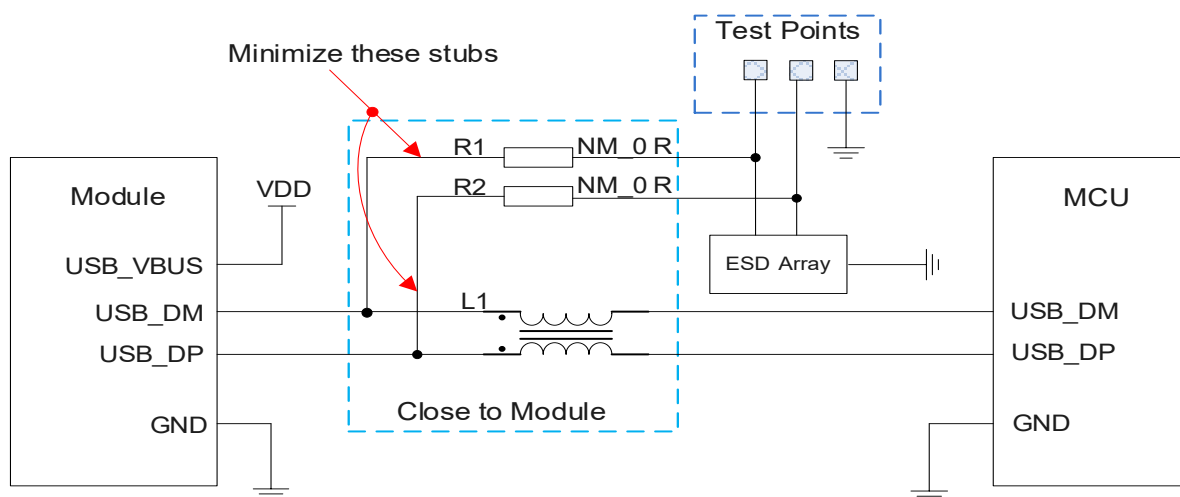 Test Points
Minimize these stubs
R1
NM_0 R
R2
NM_0 R
Module
VDD
MCU
USB_VBUS
ESD Array
USB_DM
L1
USB_DM
USB_DP
USB_DP
Close to Module
GND
GND